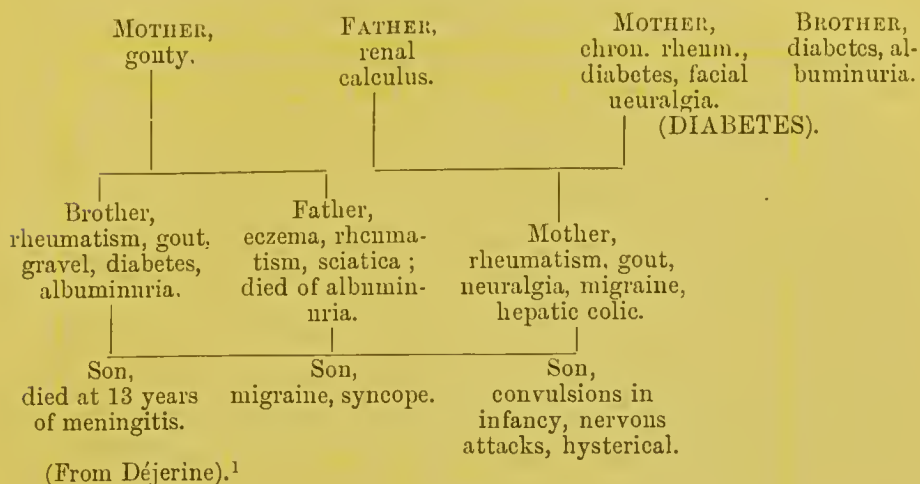 MOTHER,
gouty.
FATHER,
renal
calculus.
MOTHER,
chron. rheum.,
diabetes, facial
neuralgia.
(DIABETES).
BROTHER,
diabetes, al-
buminuria.
Brother,
rheumatism, gout,
gravel, diabetes,
albuminuria.
Father,
eczema, rheuma-
tism, sciatica ;
died of albumin-
uria.
Mother,
rheumatism, gout,
neuralgia, migraine,
hepatic colic.
Son,
died at 13 years
of meningitis.
Son,
migraine, syncope.
Son,
convulsions in
infancy, nervous
attacks, hysterical.
(From Déjerine).¹